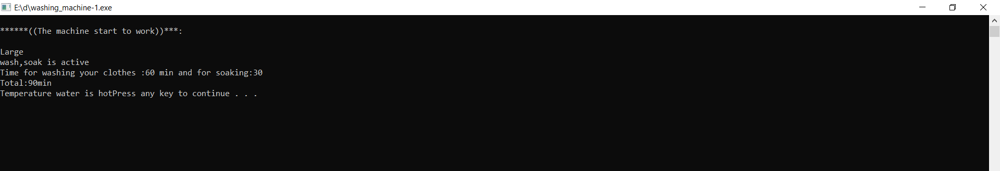 E:\d\washing_machine-1.exe
******((The machine start to work))***:
Large
wash,soak is active
Time for washing your clothes :60 min and for soaking:30
Total:90min
Temperature water is hotPress any key to continue . . .